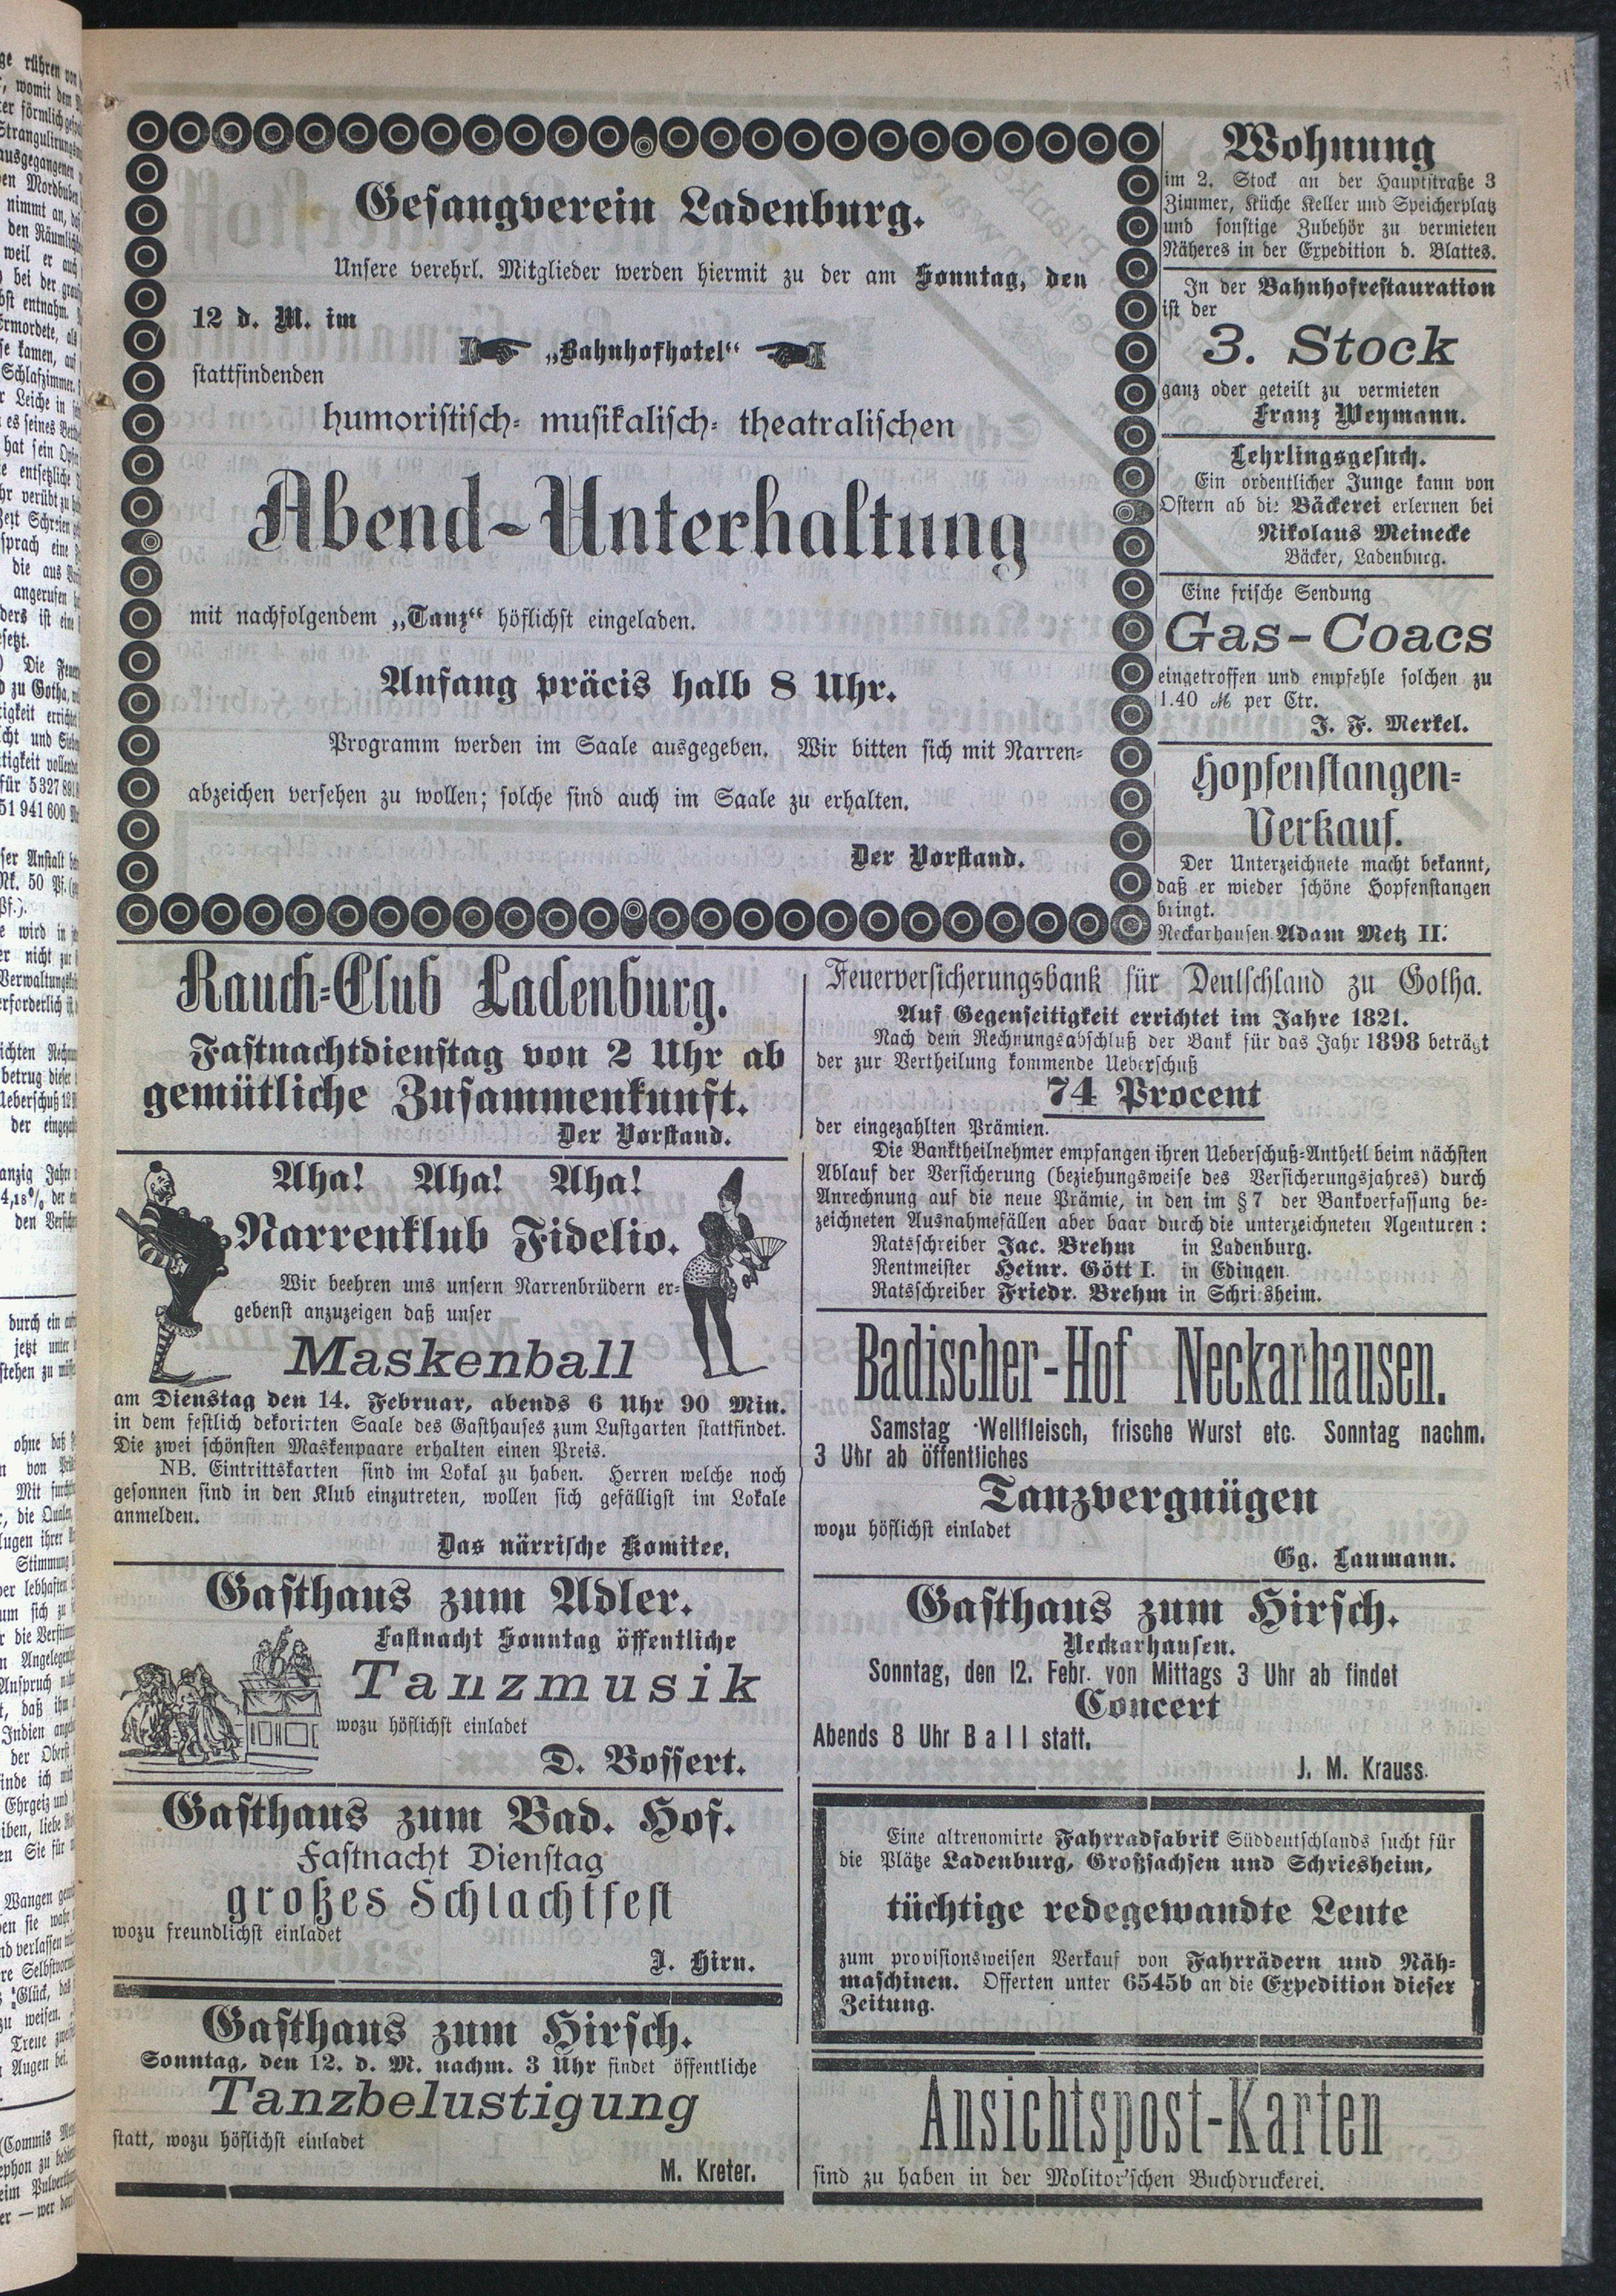 Gesangverein Ladenburg.
Unsere verehrl. Mitglieder werden hiermit zu der am Sonntag, den
12 d. M. im
„Bahnhofhotel“
stattfindenden
humoristisch- musikalisch- theatralischen
Abend-Unterhaltung
mit nachfolgendem „Tanz“ höflichst eingeladen.
Anfang präcis halb 8 Uhr.
Programm werden im Saale ausgegeben. Wir bitten sich mit Narren-
abzeichen versehen zu wollen; solche sind auch im Saale zu erhalten.
Der Vorstand.
Wohnung
im 2. Stock an der Hauptstraße 3
Zimmer, Küche Keller und Speicherplatz
und sonstige Zubehör zu vermieten
Näheres in der Expedition d. Blattes.
In der Bahnhofrestauration
ist der
3. Stock
ganz oder geteilt zu vermieten
Franz Weymann.
Lehrlingsgesuch.
Ein ordentlicher Junge kann von
Ostern ab die Bäckerei erlernen bei
Nikolaus Meinecke
Bäcker, Ladenburg.
Eine frische Sendung
Gas-Coacs
eingetroffen und empfehle solchen zu
1.40 ℳ per Ctr.
J. F. Merkel.
Hopfenstangen-
Verkauf.
Der Unterzeichnete macht bekannt,
daß er wieder schöne Hopfenstangen
bringt.
Neckarhausen Adam Metz II.
Rauch-Club Ladenburg.
Fastnachtdienstag von 2 Uhr ab
gemütliche Zusammenkunft.
Der Vorstand.
Aha! Aha! Aha!
Narrenklub Fidelio.
Wir beehren uns unsern Narrenbrüdern er-
gebenst anzuzeigen daß unser
Maskenball
am Dienstag den 14. Februar, abends 6 Uhr 90 Min.
in dem festlich dekorirten Saale des Gasthauses zum Lustgarten stattfindet.
Die zwei schönsten Maskenpaare erhalten einen Preis.
NB. Eintrittskarten sind im Lokal zu haben. Herren welche noch
gesonnen sind in den Klub einzutreten, wollen sich gefälligst im Lokale
anmelden.
Das närrische Komitee.
Gasthaus zum Adler.
Fastnacht Sonntag öffentliche
Tanzmusik
wozu höflichst einladet
D. Bossert.
Gasthaus zum Bad. Hof.
Fastnacht Dienstag
großes Schlachtfest
wozu freundlichst einladet
J. Hirn.
Gasthaus zum Hirsch.
Sonntag, den 12. d. M. nachm. 3 Uhr findet öffentliche
Tanzbelustigung
statt, wozu höflichst einladet
M. Kreter.
Feuerversicherungsbank für Deutschland zu Gotha.
Auf Gegenseitigkeit errichtet im Jahre 1821.
Nach dem Rechnungsabschluß der Bank für das Jahr 1898 beträgt
der zur Vertheilung kommende Ueberschuß
74 Procent
der eingezahlten Prämien.
Die Banktheilnehmer empfangen ihren Ueberschuß-Antheil beim nächsten
Ablauf der Versicherung (beziehungsweise des Versicherungsjahres) durch
Anrechnung auf die neue Prämie, in den im § 7 der Bankverfassung be-
zeichneten Ausnahmefällen aber baar durch die unterzeichneten Agenturen:
Ratsschreiber Jac. Brehm in Ladenburg.
Rentmeister Heinr. Gött I. in Edingen.
Ratsschreiber Friedr. Brehm in Schriesheim.
Badischer-Hof Neckarhausen.
Samstag Wellfleisch, frische Wurst etc. Sonntag nachm.
3 Uhr ab öffentliches
Tanzvergnügen
wozu höflichst einladet
Gg. Laumann.
Gasthaus zum Hirsch.
Neckarhausen.
Sonntag, den 12. Febr. von Mittags 3 Uhr ab findet
Concert
Abends 8 Uhr Ball statt.
J. M. Krauss.
Eine altrenomirte Fahrradfabrik Süddeutschlands sucht für
die Plätze Ladenburg, Großsachsen und Schriesheim,
tüchtige redegewandte Leute
zum provisionsweisen Verkauf von Fahrrädern und Näh-
maschinen. Offerten unter 6545b an die Expedition dieser
Zeitung.
Ansichtspost-Karten
sind zu haben in der Molitor'schen Buchdruckerei.